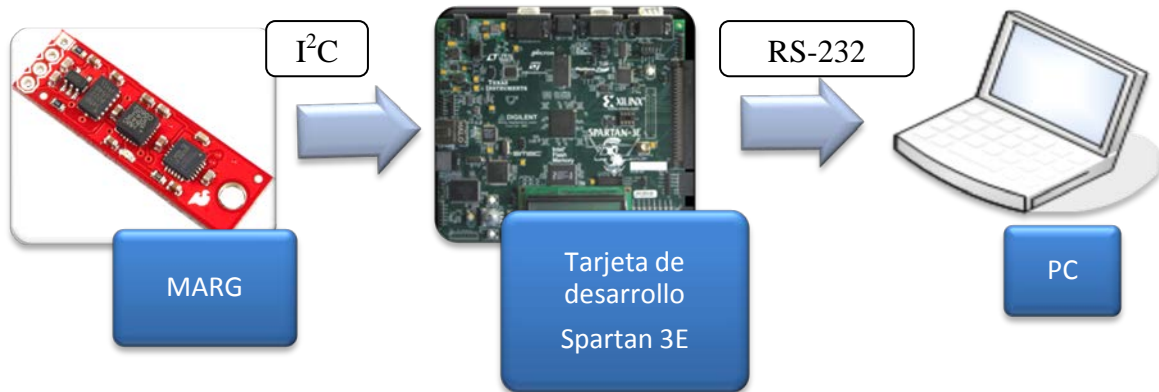 I²C
RS-232
TEXAS
INSTRUMENTS
DIGILENT
XILINX
SPARTAN-3E
MARG
Tarjeta de
desarrollo
Spartan 3E
PC